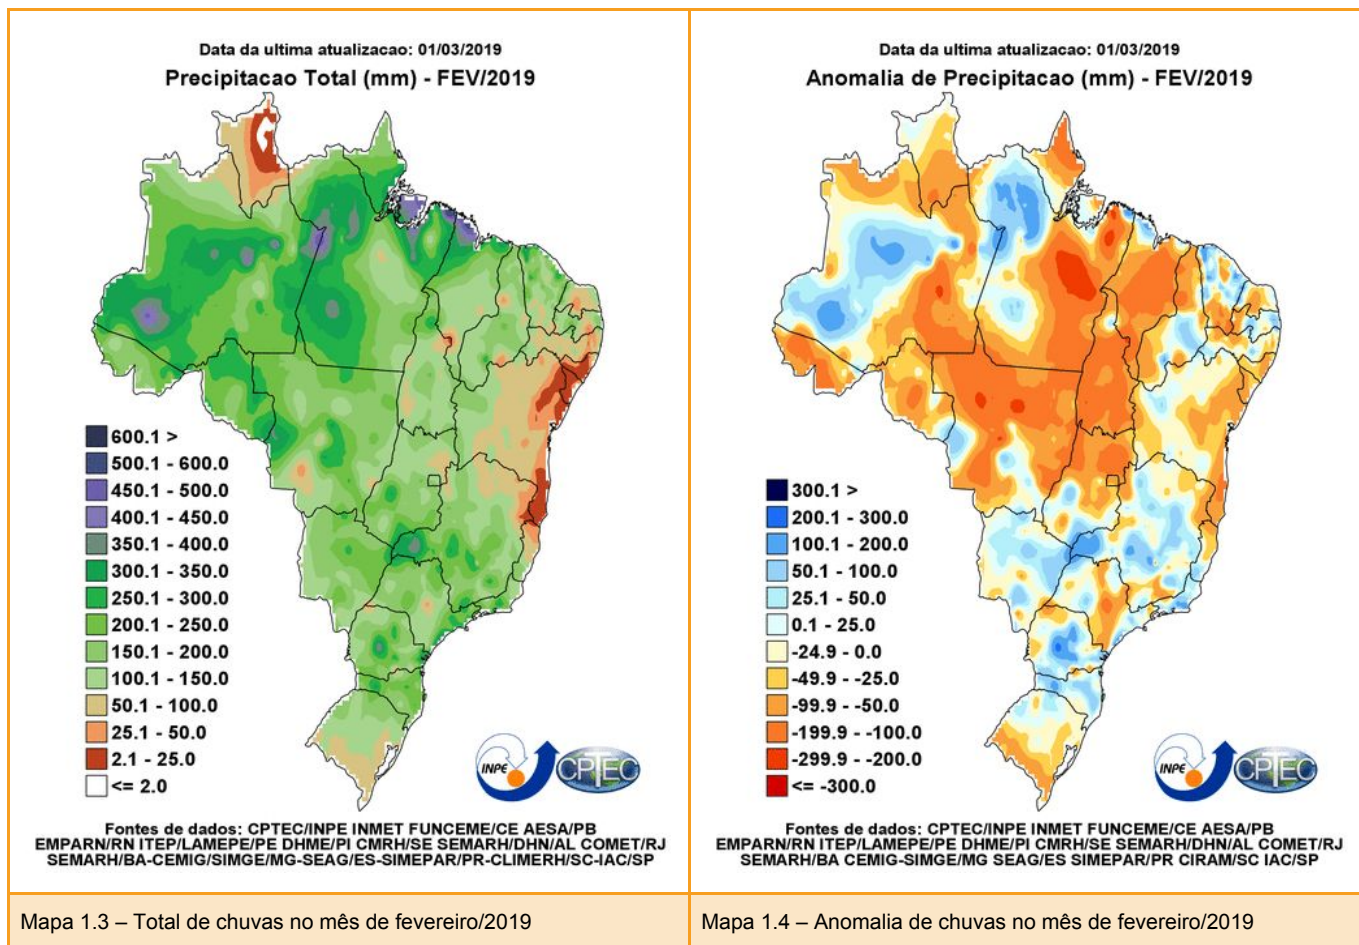 Data da ultima atualizacao: 01/03/2019
Precipitacao Total (mm) - FEV/2019
600.1 >
500.1 - 600.0
450.1 - 500.0
400.1 - 450.0
350.1 - 400.0
300.1 - 350.0
250.1 - 300.0
200.1 - 250.0
150.1 - 200.0
100.1 - 150.0
50.1 - 100.0
25.1 - 50.0
2.1 - 25.0
<= 2.0
INPE
CPTEC
Fontes de dados: CPTEC/INPE INMET FUNCEME/CE AESA/PB
EMPARN/RN ITEP/LAMEPE/PE DHME/PI CMRH/SE SEMARH/DHN/AL COMET/RJ
SEMARH/BA-CEMIG/SIMGE/MG-SEAG/ES-SIMEPAR/PR-CLIMERH/SC-IAC/SP
Mapa 1.3 – Total de chuvas no mês de fevereiro/2019
Data da ultima atualizacao: 01/03/2019
Anomalia de Precipitacao (mm) - FEV/2019
300.1 >
200.1 - 300.0
100.1 - 200.0
50.1 - 100.0
25.1 - 50.0
0.1 - 25.0
-24.9 - 0.0
-49.9 - -25.0
-99.9 - -50.0
-199.9 - -100.0
-299.9 - -200.0
<= -300.0
INPE
CPTEC
Fontes de dados: CPTEC/INPE INMET FUNCEME/CE AESA/PB
EMPARN/RN ITEP/LAMEPE/PE DHME/PI CMRH/SE SEMARH/DHN/AL COMET/RJ
SEMARH/BA CEMIG-SIMGE/MG SEAG/ES SIMEPAR/PR CIRAM/SC IAC/SP
Mapa 1.4 – Anomalia de chuvas no mês de fevereiro/2019